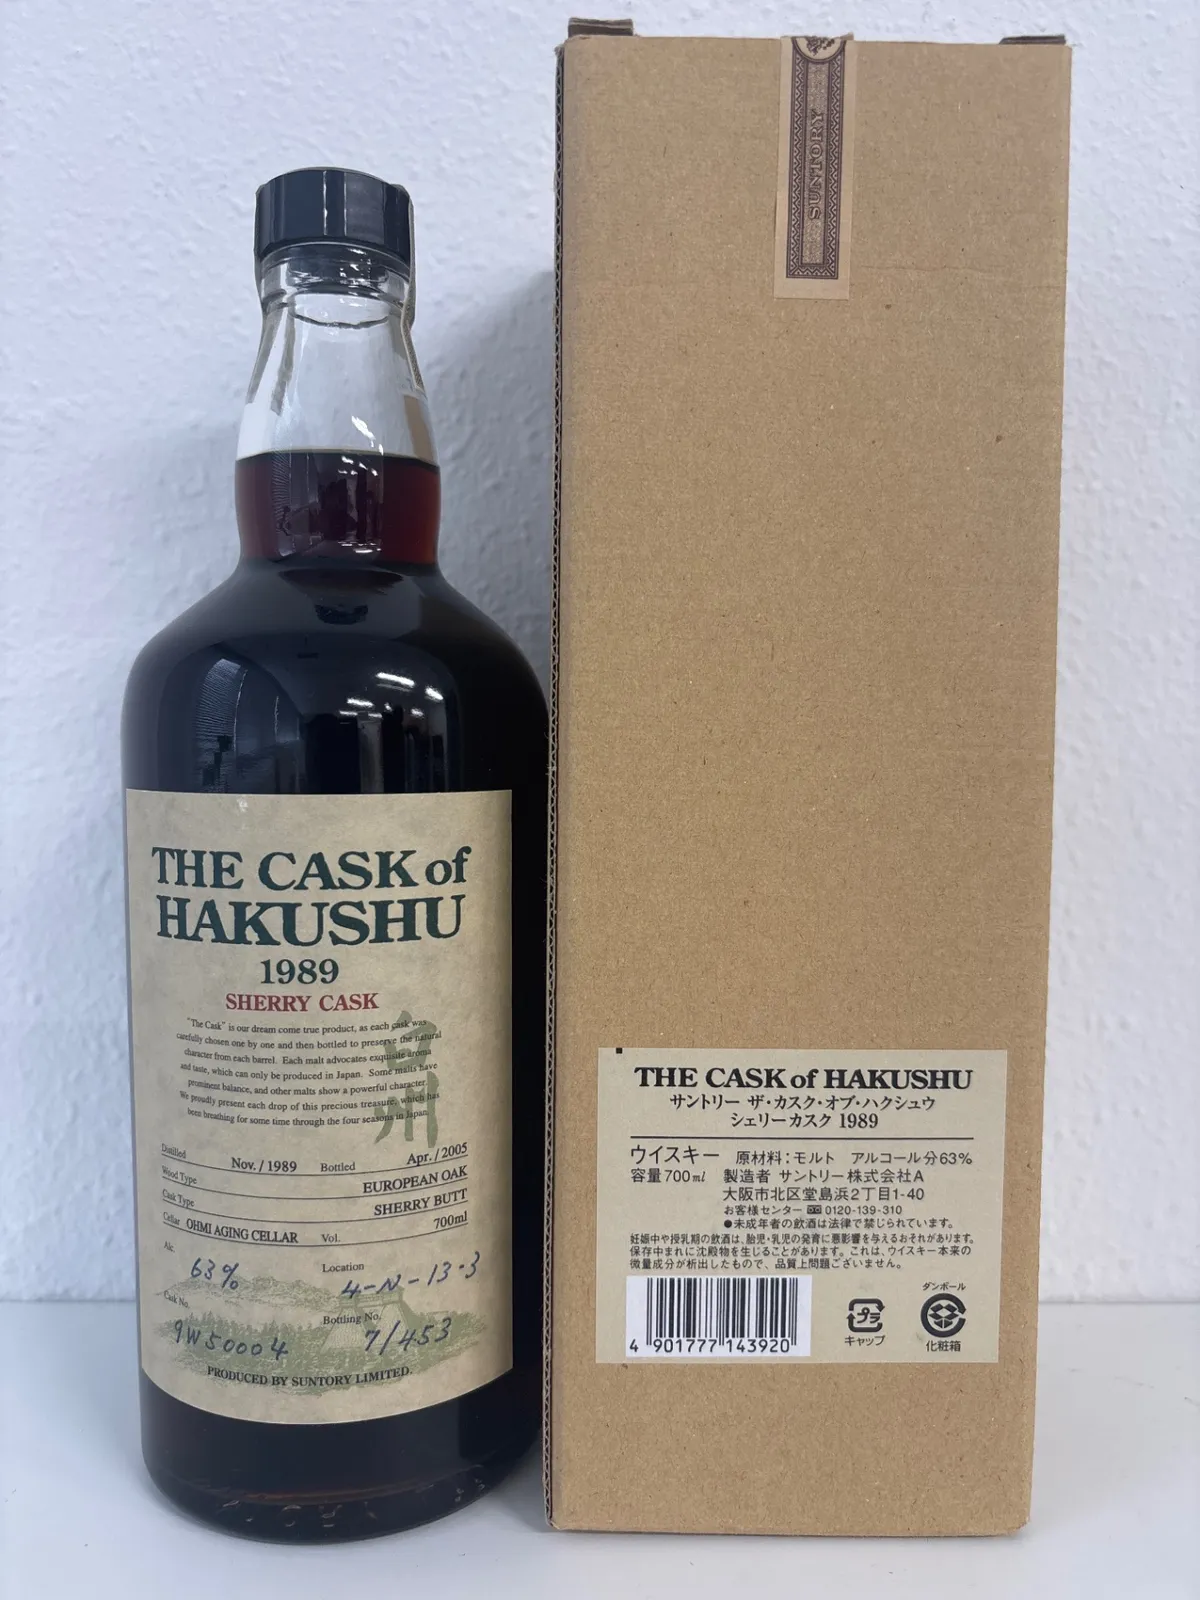 THE CASK of
HAKUSHU
1989
SHERRY CASK
"The Cask" is our dream come true product, as each cask was
carefully chosen one by one and then bottled to preserve the natural
character from each barrel. Each malt advocates exquisite aroma
and taste, which can only be produced in Japan. Some malts have
prominent balance, and other malts show a powerful character.
We proudly present each drop of this precious treasure, which has
been breathing for some time through the four seasons in Japan.
白州
Distilled Nov. / 1989 Bottled Apr. / 2005
Wood Type EUROPEAN OAK
Cask Type SHERRY BUTT
Cellar OHMI AGING CELLAR Vol. 700ml
Alc. 63% Location 4-N-13-3
Cask No. 9W50004 Bottling No. 7/453
PRODUCED BY SUNTORY LIMITED.
SUNTORY
THE CASK of HAKUSHU
サントリー ザ・カスク・オブ・ハクシュウ
シェリーカスク 1989
ウイスキー 原材料：モルト アルコール分63%
容量700ml 製造者 サントリー株式会社A
大阪市北区堂島浜2丁目1-40
お客様センター 0120-139-310
●未成年者の飲酒は法律で禁じられています。
妊娠中や授乳期の飲酒は、胎児・乳児の発育に悪影響を与えるおそれがあります。
保存中まれに沈殿物を生じることがあります。これは、ウイスキー本来の
微量成分が析出したもので、品質上問題ございません。
4 901777 143920
プラ
キャップ
ダンボール
化粧箱